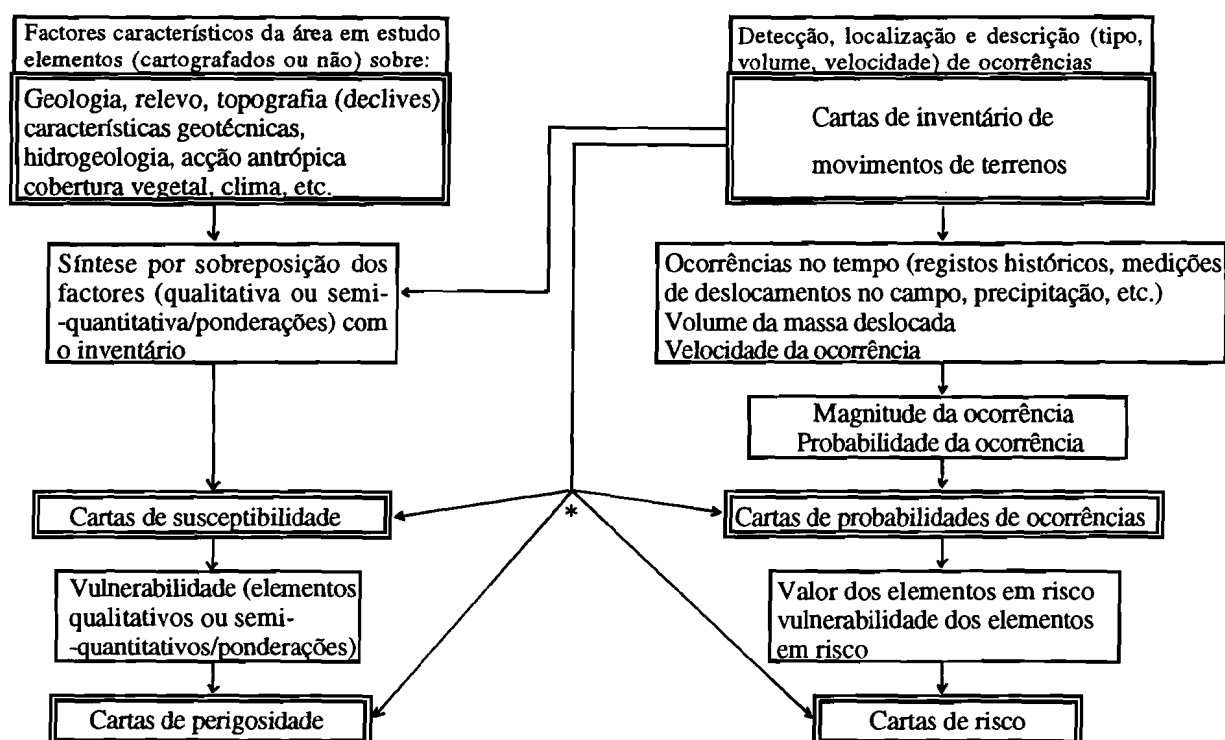 Factores característicos da área em estudo
elementos (cartografados ou não) sobre:
Geologia, relevo, topografia (declives)
características geotécnicas,
hidrogeologia, acção antrópica
cobertura vegetal, clima, etc.
Síntese por sobreposição dos
factores (qualitativa ou semi-
-quantitativa/ponderações) com
o inventário
Cartas de susceptibilidade
Vulnerabilidade (elementos
qualitativos ou semi-
-quantitativos/ponderações)
Cartas de perigosidade
*
Detecção, localização e descrição (tipo,
volume, velocidade) de ocorrências
Cartas de inventário de
movimentos de terrenos
Ocorrências no tempo (registos históricos, medições
de deslocamentos no campo, precipitação, etc.)
Volume da massa deslocada
Velocidade da ocorrência
Magnitude da ocorrência
Probabilidade da ocorrência
Cartas de probabilidades de ocorrências
Valor dos elementos em risco
vulnerabilidade dos elementos
em risco
Cartas de risco